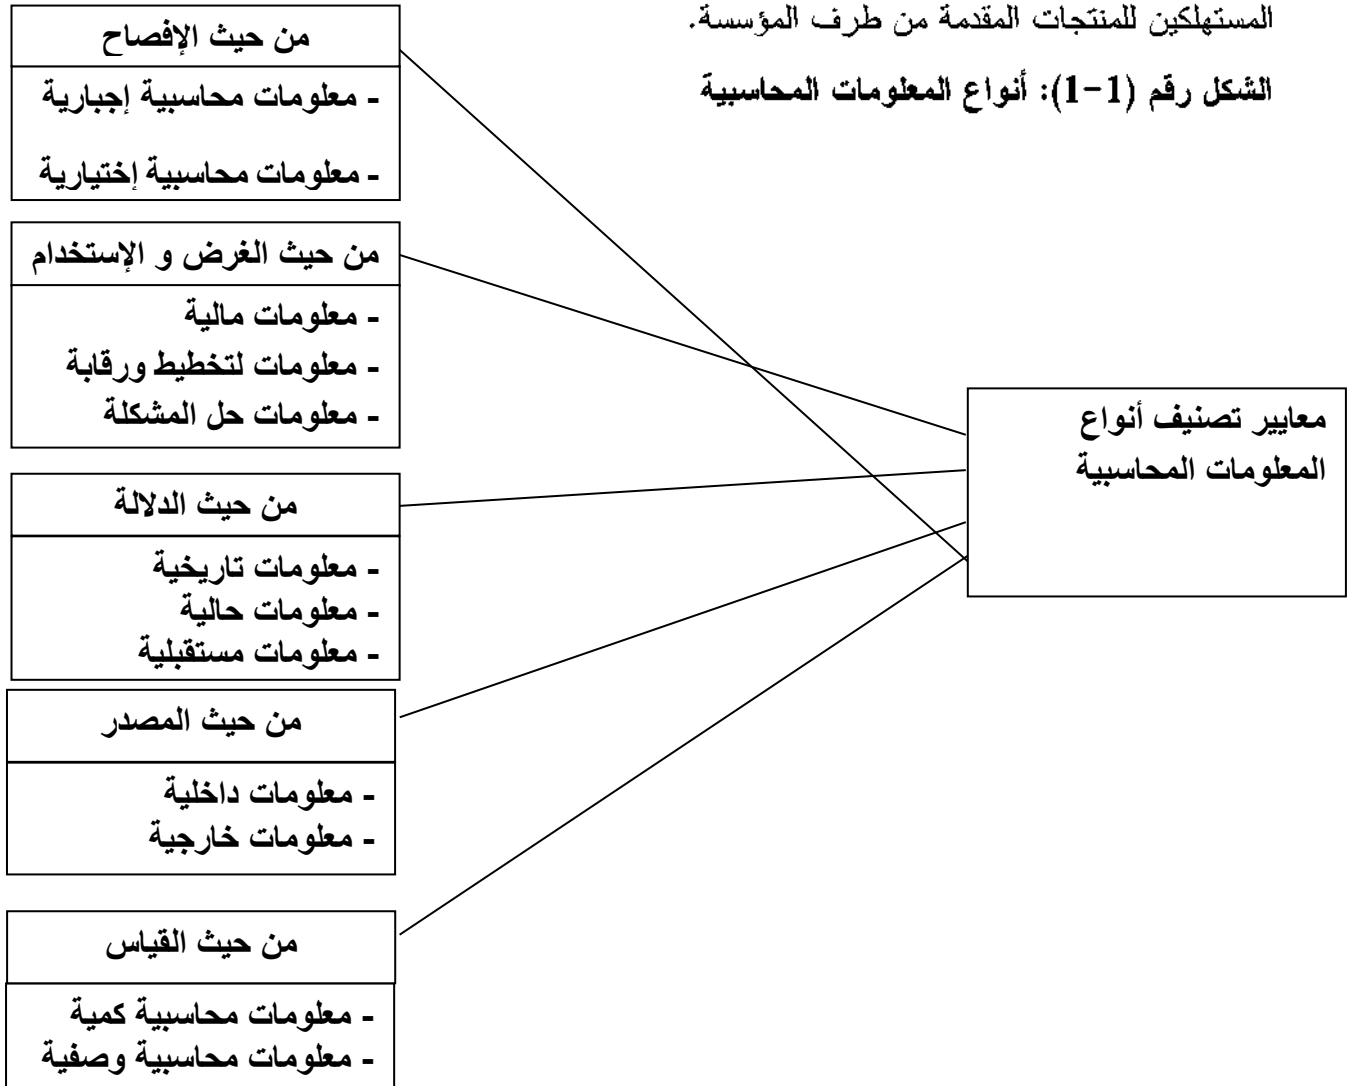 المستهلكين للمنتجات المقدمة من طرف المؤسسة.
الشكل رقم (1-1): أنواع المعلومات المحاسبية
معايير تصنيف أنواع
المعلومات المحاسبية
من حيث الإفصاح
- معلومات محاسبية إجبارية
- معلومات محاسبية إختيارية
من حيث الغرض و الإستخدام
- معلومات مالية
- معلومات لتخطيط ورقابة
- معلومات حل المشكلة
من حيث الدلالة
- معلومات تاريخية
- معلومات حالية
- معلومات مستقبلية
من حيث المصدر
- معلومات داخلية
- معلومات خارجية
من حيث القياس
- معلومات محاسبية كمية
- معلومات محاسبية وصفية